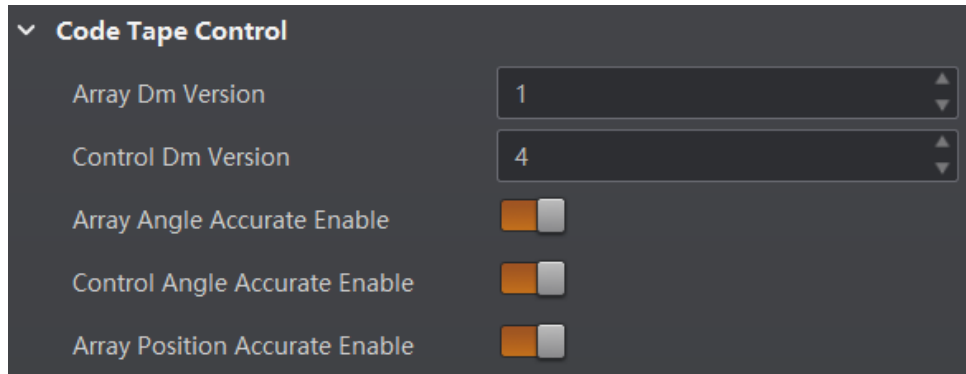 Code Tape Control
Array Dm Version 1
Control Dm Version 4
Array Angle Accurate Enable
Control Angle Accurate Enable
Array Position Accurate Enable